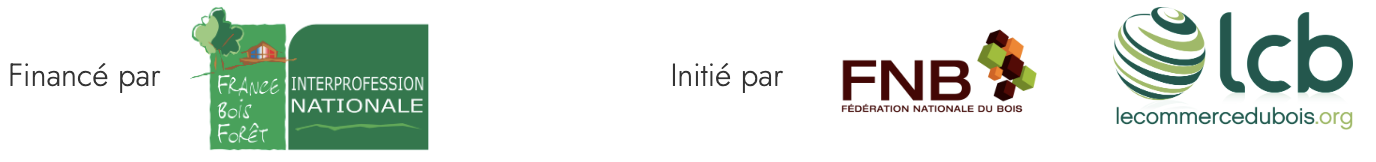 Financé par
FRANCE
BOIS
FORÊT
INTERPROFESSION
NATIONALE
Initié par
FNB
FÉDÉRATION NATIONALE DU BOIS
lcb
lecommercedubois.org